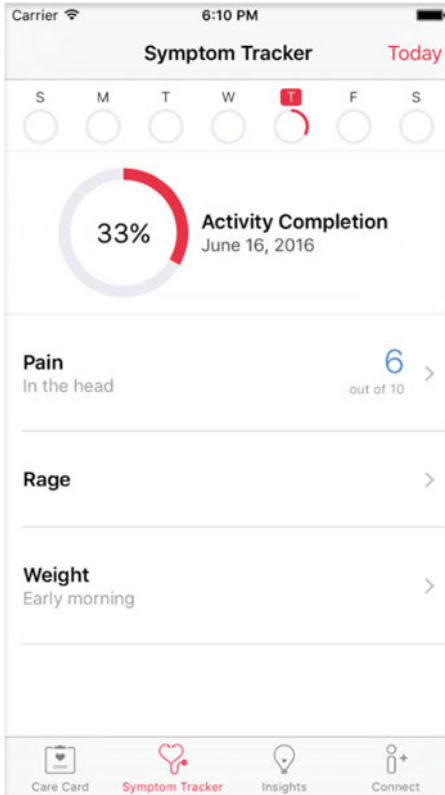 Carrier 6:10 PM
Symptom Tracker Today
S M T W T F S
33%
Activity Completion
June 16, 2016
Pain
In the head
6
out of 10
Rage
Weight
Early morning
Care Card Symptom Tracker Insights Connect